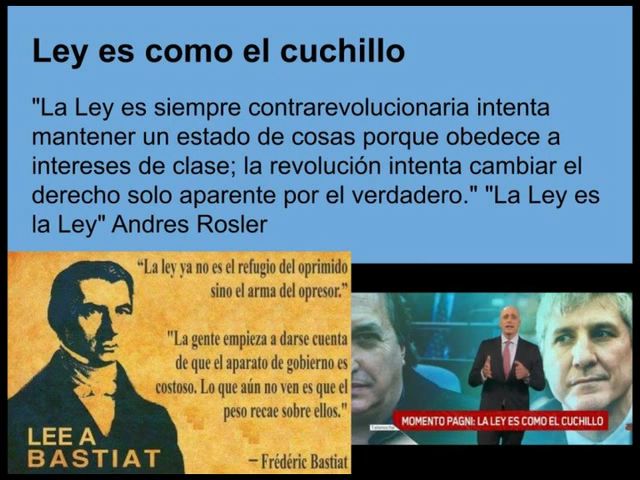 Ley es como el cuchillo
"La Ley es siempre contrarevolucionaria intenta
mantener un estado de cosas porque obedece a
intereses de clase; la revolución intenta cambiar el
derecho solo aparente por el verdadero." "La Ley es
la Ley" Andres Rosler
“La ley ya no es el refugio del oprimido
sino el arma del opresor.”
"La gente empieza a darse cuenta
de que el aparato de gobierno es
costoso. Lo que aún no ven es que el
peso recae sobre ellos."
LEE A
BASTIAT
– Frédéric Bastiat
MOMENTO PAGNI: LA LEY ES COMO EL CUCHILLO
Telenoche